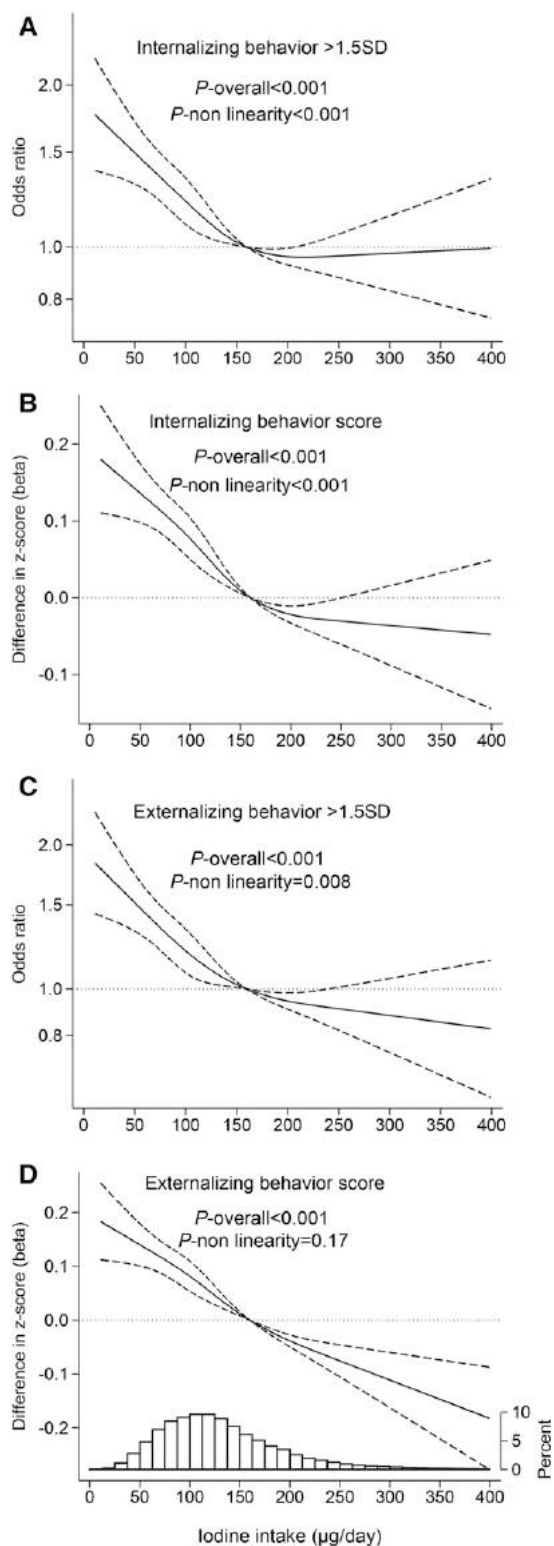 A
Internalizing behavior >1.5SD
P-overall<0.001
P-non linearity<0.001
Odds ratio
2.0
1.5
1.0
0.8
0 50 100 150 200 250 300 350 400
B
Internalizing behavior score
P-overall<0.001
P-non linearity<0.001
Difference in z-score (beta)
0.2
0.1
0.0
-0.1
0 50 100 150 200 250 300 350 400
C
Externalizing behavior >1.5SD
P-overall<0.001
P-non linearity=0.008
Odds ratio
2.0
1.5
1.0
0.8
0 50 100 150 200 250 300 350 400
D
Externalizing behavior score
P-overall<0.001
P-non linearity=0.17
Difference in z-score (beta)
0.2
0.1
0.0
-0.1
-0.2
10
5
0
Percent
0 50 100 150 200 250 300 350 400
Iodine intake (µg/day)